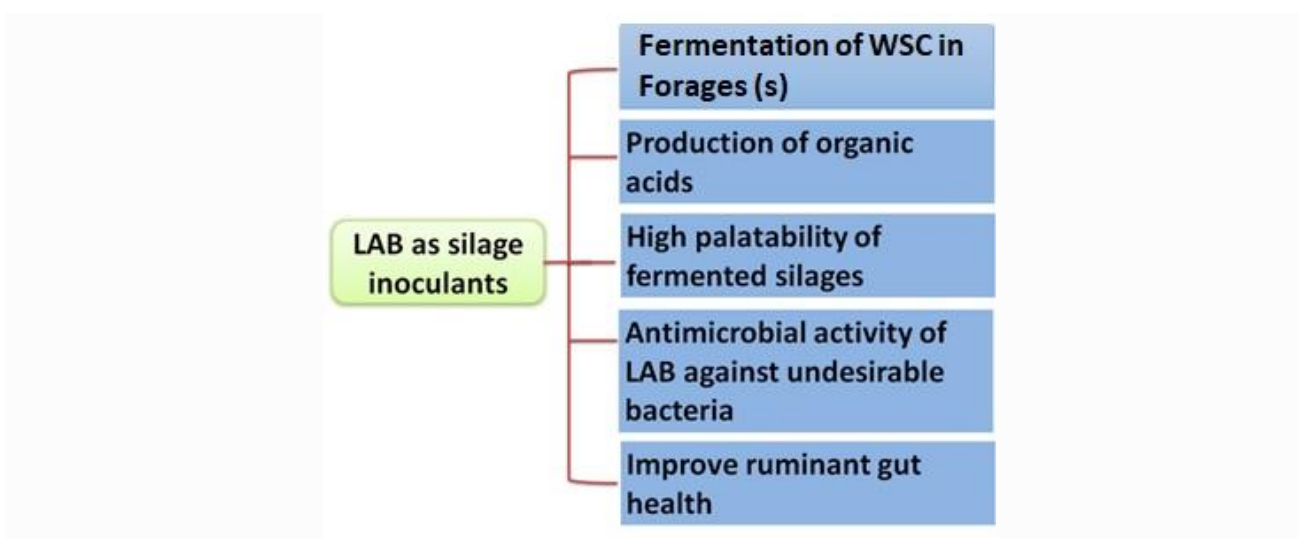 Fermentation of WSC in
Forages (s)
Production of organic
acids
LAB as silage
inoculants
High palatability of
fermented silages
Antimicrobial activity of
LAB against undesirable
bacteria
Improve ruminant gut
health